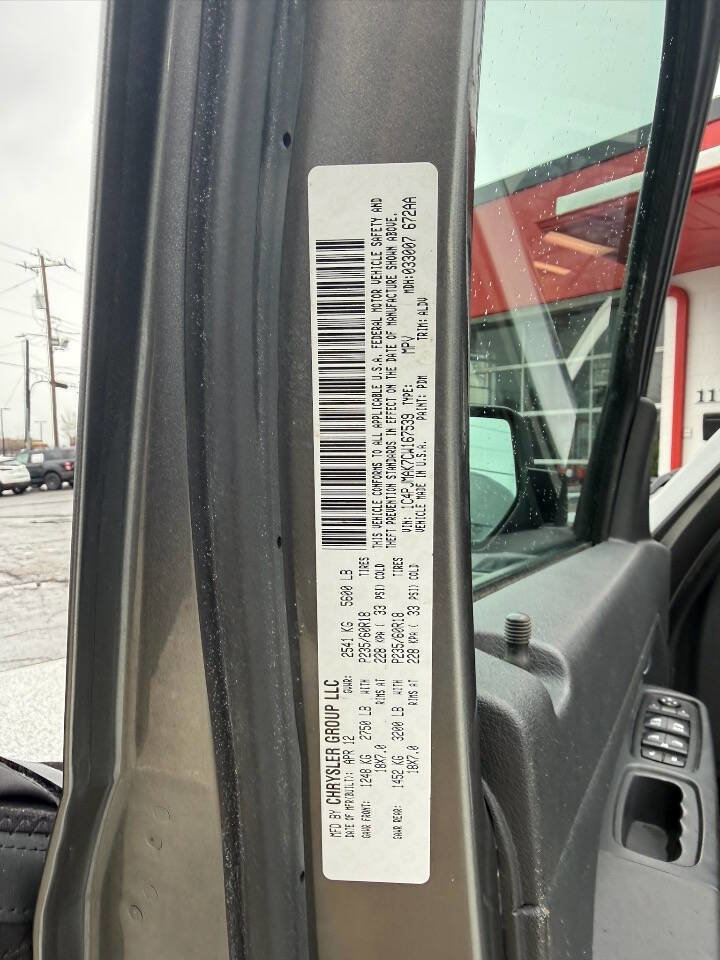 MFD BY CHRYSLER GROUP LLC
DATE OF MFR(BUILT): APR 12 GVWR: 2541 KG 5600 LB
GAWR FRONT: 1248 KG 2750 LB WITH P235/60R18 TIRES
18X7.0 RIMS AT 228 KPA ( 33 PSI) COLD
GAWR REAR: 1452 KG 3200 LB WITH P235/60R18 TIRES
18X7.0 RIMS AT 228 KPA ( 33 PSI) COLD
THIS VEHICLE CONFORMS TO ALL APPLICABLE U.S.A. FEDERAL MOTOR VEHICLE SAFETY AND
THEFT PREVENTION STANDARDS IN EFFECT ON THE DATE OF MANUFACTURE SHOWN ABOVE.
VIN: 1C4PJMAK7CW167539 TYPE: MPV MDH:033007 672AA
VEHICLE MADE IN U.S.A. PAINT: PDM TRIM: ALDV
11